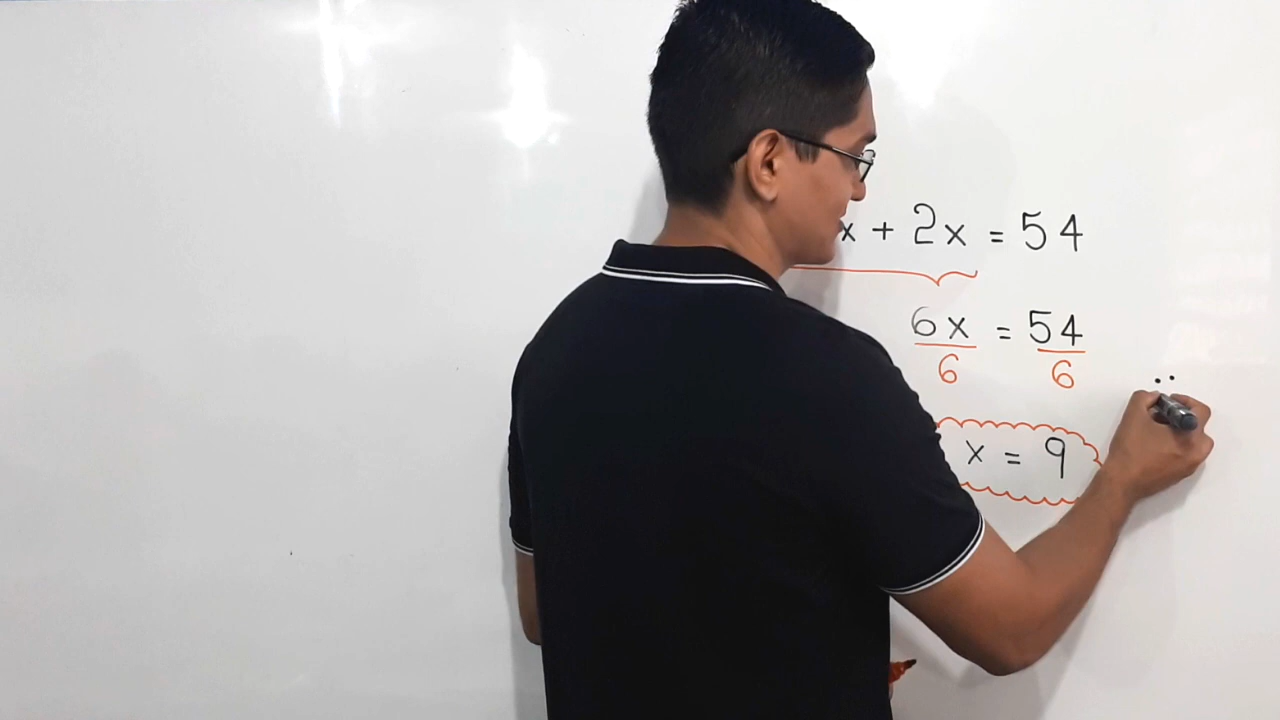 x + 2x = 54
6x = 54
6 6
x = 9